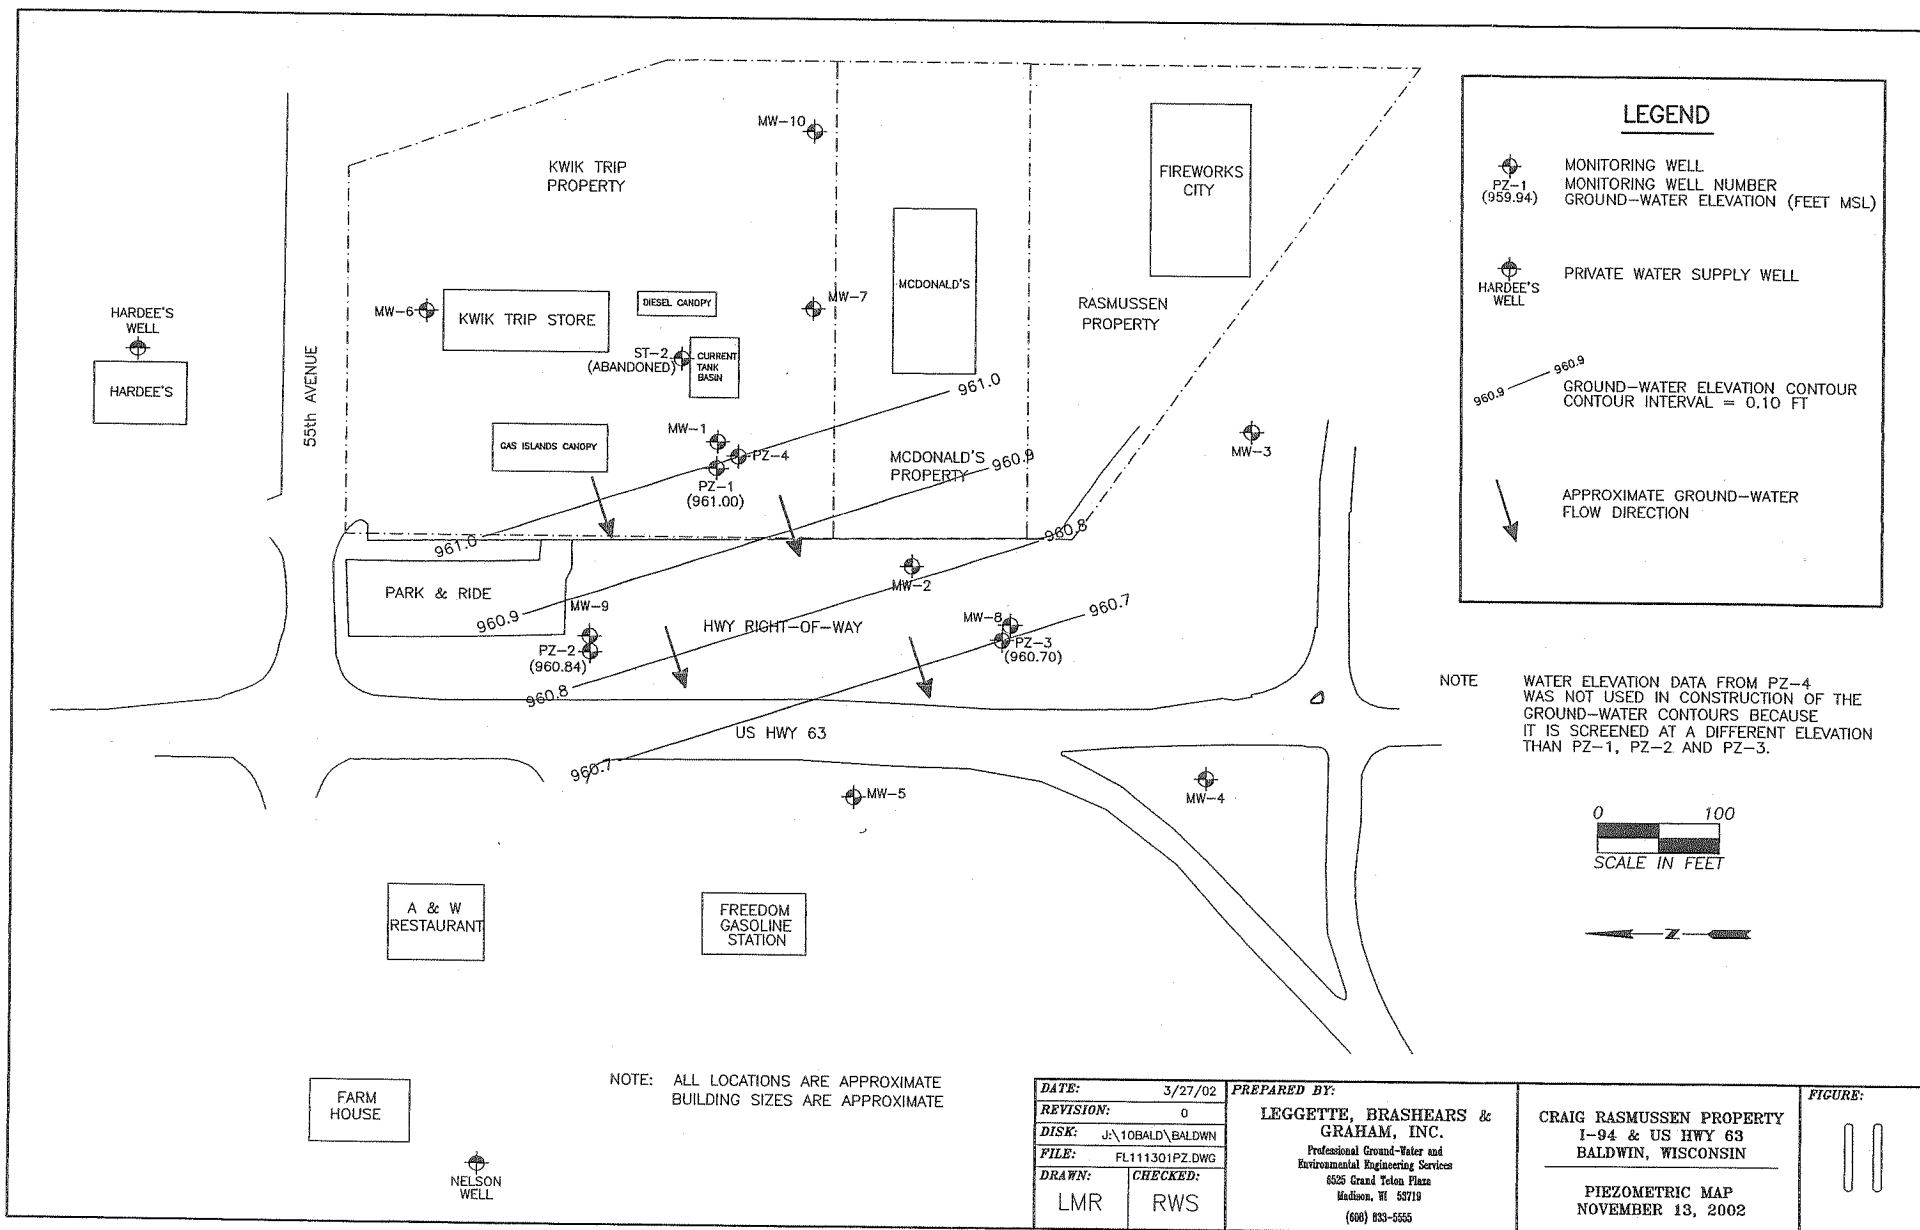 MW-10
KWIK TRIP
PROPERTY
FIREWORKS
CITY
LEGEND
MONITORING WELL
PZ-1
MONITORING WELL NUMBER
(959.94)
GROUND-WATER ELEVATION (FEET MSL)
PRIVATE WATER SUPPLY WELL
HARDEE'S
WELL
960.9
960.9
GROUND-WATER ELEVATION CONTOUR
CONTOUR INTERVAL = 0.10 FT
APPROXIMATE GROUND-WATER
FLOW DIRECTION
HARDEE'S
WELL
HARDEE'S
55th AVENUE
MW-6
KWIK TRIP STORE
DIESEL CANOPY
MW-7
MCDONALD'S
RASMUSSEN
PROPERTY
ST-2
(ABANDONED)
CURRENT
TANK
BASIN
961.0
MW-1
GAS ISLANDS CANOPY
PZ-4
PZ-1
(961.00)
MCDONALD'S
PROPERTY
960.9
MW-3
961.0
960.8
PARK & RIDE
MW-2
MW-9
960.9
HWY RIGHT-OF-WAY
MW-8
960.7
PZ-2
(960.84)
PZ-3
(960.70)
960.8
US HWY 63
960.7
MW-5
MW-4
NOTE
WATER ELEVATION DATA FROM PZ-4
WAS NOT USED IN CONSTRUCTION OF THE
GROUND-WATER CONTOURS BECAUSE
IT IS SCREENED AT A DIFFERENT ELEVATION
THAN PZ-1, PZ-2 AND PZ-3.
0 100
SCALE IN FEET
Z
A & W
RESTAURANT
FREEDOM
GASOLINE
STATION
FARM
HOUSE
NELSON
WELL
NOTE: ALL LOCATIONS ARE APPROXIMATE
BUILDING SIZES ARE APPROXIMATE
DATE: 3/27/02
REVISION: 0
DISK: J:\10BALD\BALDWN
FILE: FL111301PZ.DWG
DRAWN: CHECKED:
LMR RWS
PREPARED BY:
LEGGETTE, BRASHEARS &
GRAHAM, INC.
Professional Ground-Water and
Environmental Engineering Services
6525 Grand Teton Plaza
Madison, WI 53719
(608) 833-5555
CRAIG RASMUSSEN PROPERTY
I-94 & US HWY 63
BALDWIN, WISCONSIN
PIEZOMETRIC MAP
NOVEMBER 13, 2002
FIGURE:
11